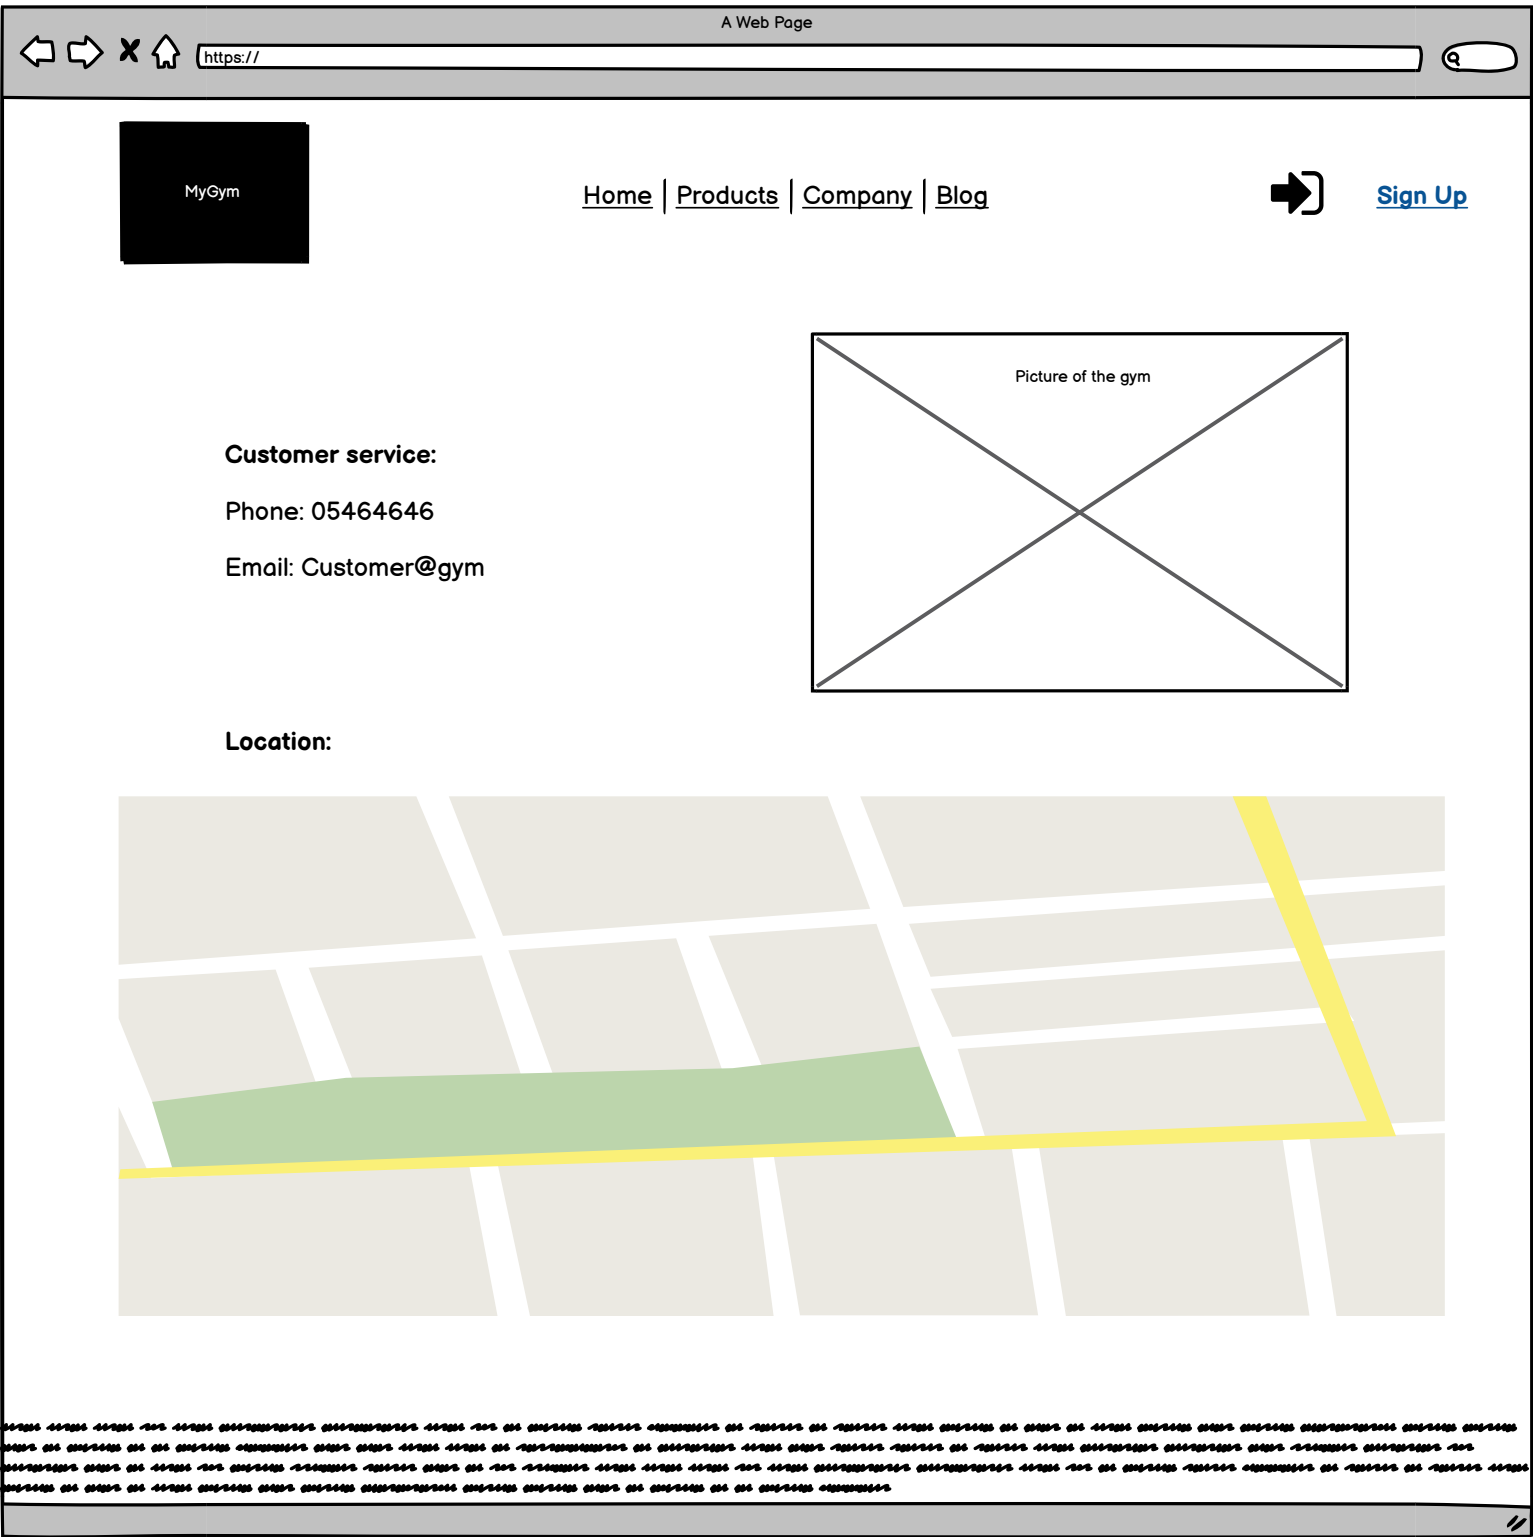 A Web Page
https://
MyGym
Home Products Company Blog
Sign Up
Picture of the gym
Customer service:
Phone: 05464646
Email: Customer@gym
Location: